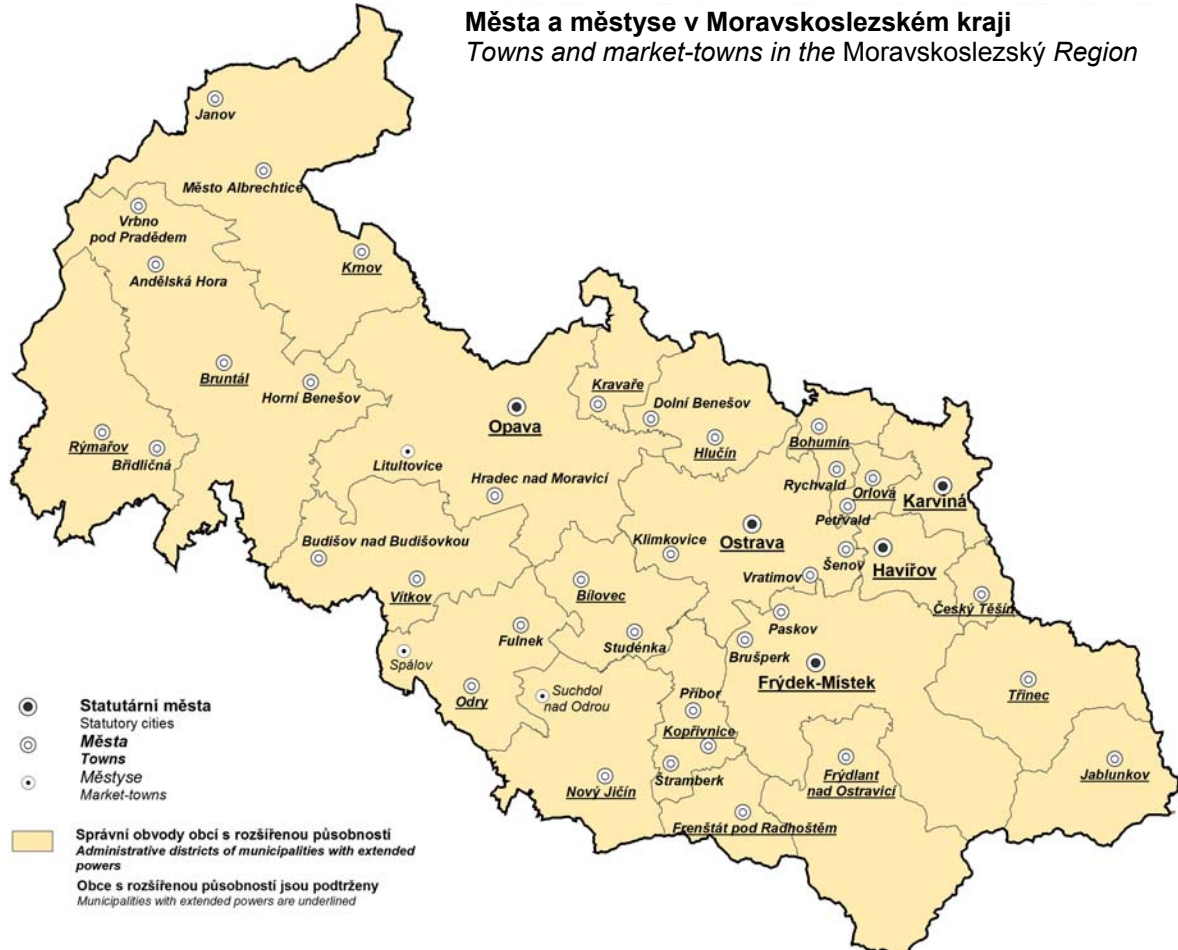 Města a městyse v Moravskoslezském kraji
Towns and market-towns in the Moravskoslezský Region
Janov
Město Albrechtice
Vrbno
pod Pradědem
Andělská Hora
Krnov
Bruntál
Horní Benešov
Rýmařov
Břidličná
Opava
Kravaře
Dolní Benešov
Hlučín
Bohumín
Litultovice
Hradec nad Moravicí
Rychvald
Orlová
Karviná
Petřvald
Budišov nad Budišovkou
Klimkovice
Ostrava
Šenov
Havířov
Vítkov
Bílovec
Vratimov
Český Těšín
Fulnek
Studénka
Paskov
Brušperk
Spálov
Frýdek-Místek
Odry
Suchdol
nad Odrou
Příbor
Třinec
Kopřivnice
Nový Jičín
Štramberk
Frýdlant
nad Ostravicí
Jablunkov
Frenštát pod Radhoštěm
Statutární města
Statutory cities
Města
Towns
Městyse
Market-towns
Správní obvody obcí s rozšířenou působností
Administrative districts of municipalities with extended
powers
Obce s rozšířenou působností jsou podtrženy
Municipalities with extended powers are underlined